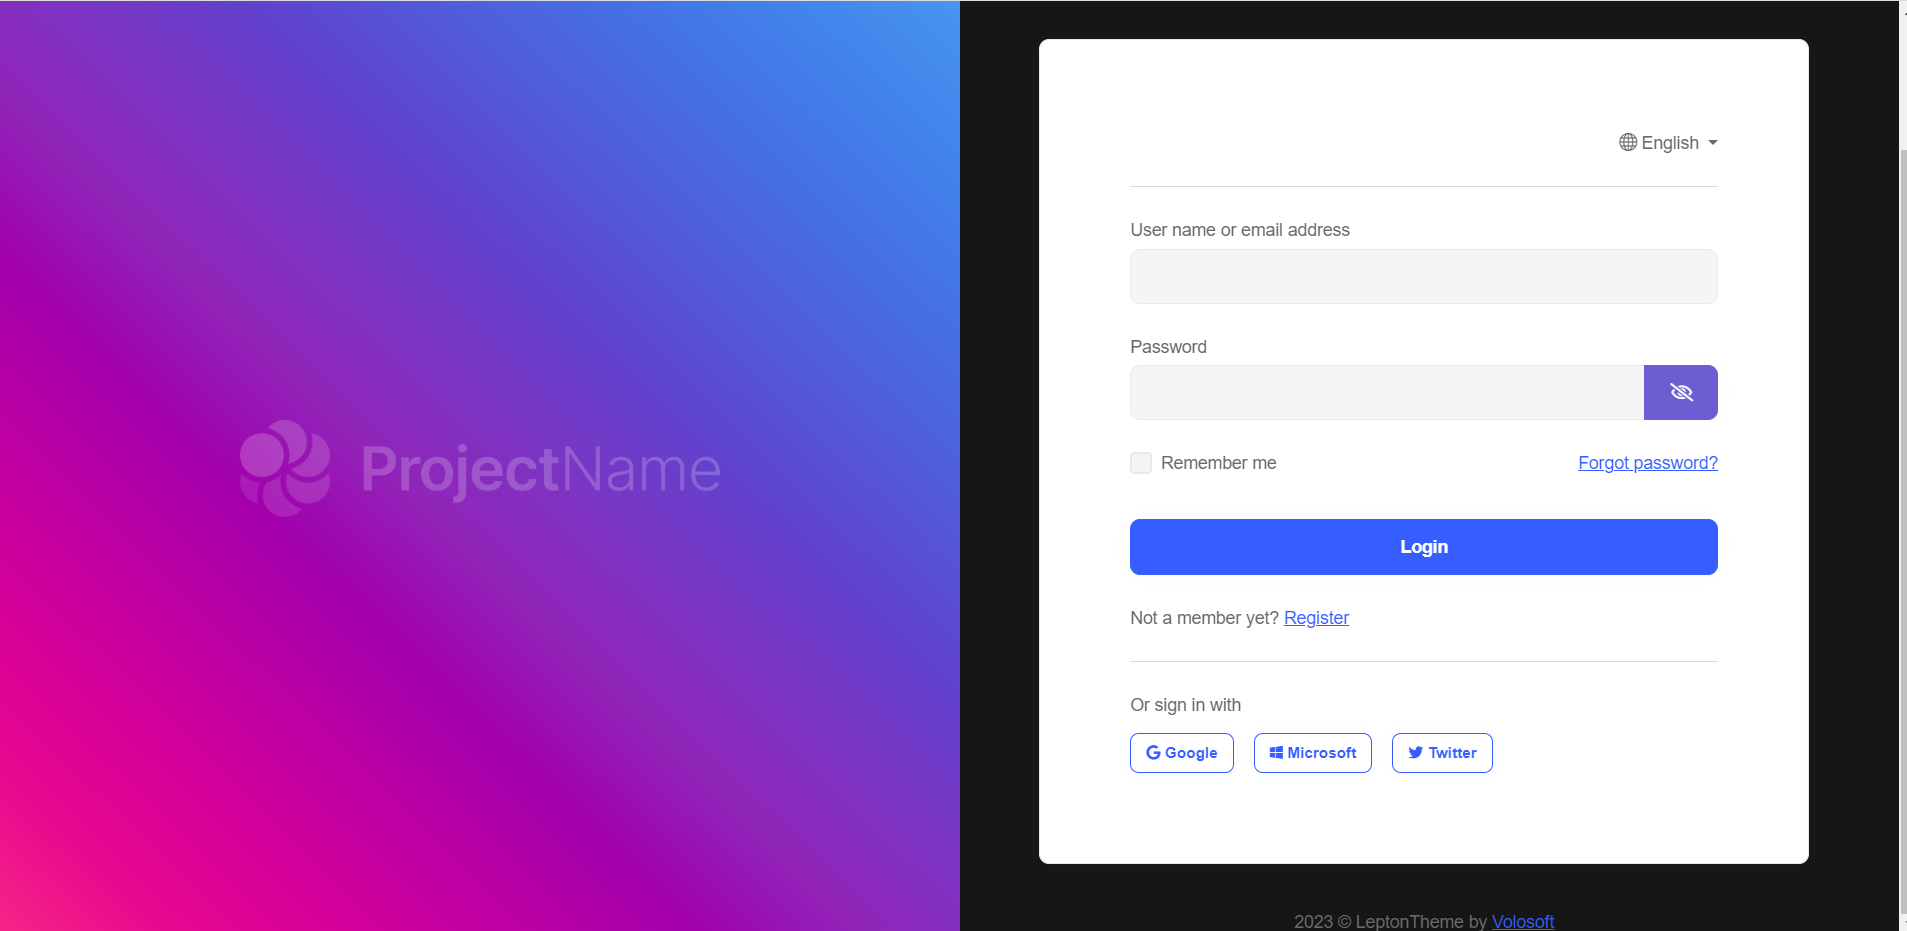 ProjectName
English
User name or email address
Password
Remember me
Forgot password?
Login
Not a member yet? Register
Or sign in with
Google
Microsoft
Twitter
2023 © LeptonTheme by Volosoft